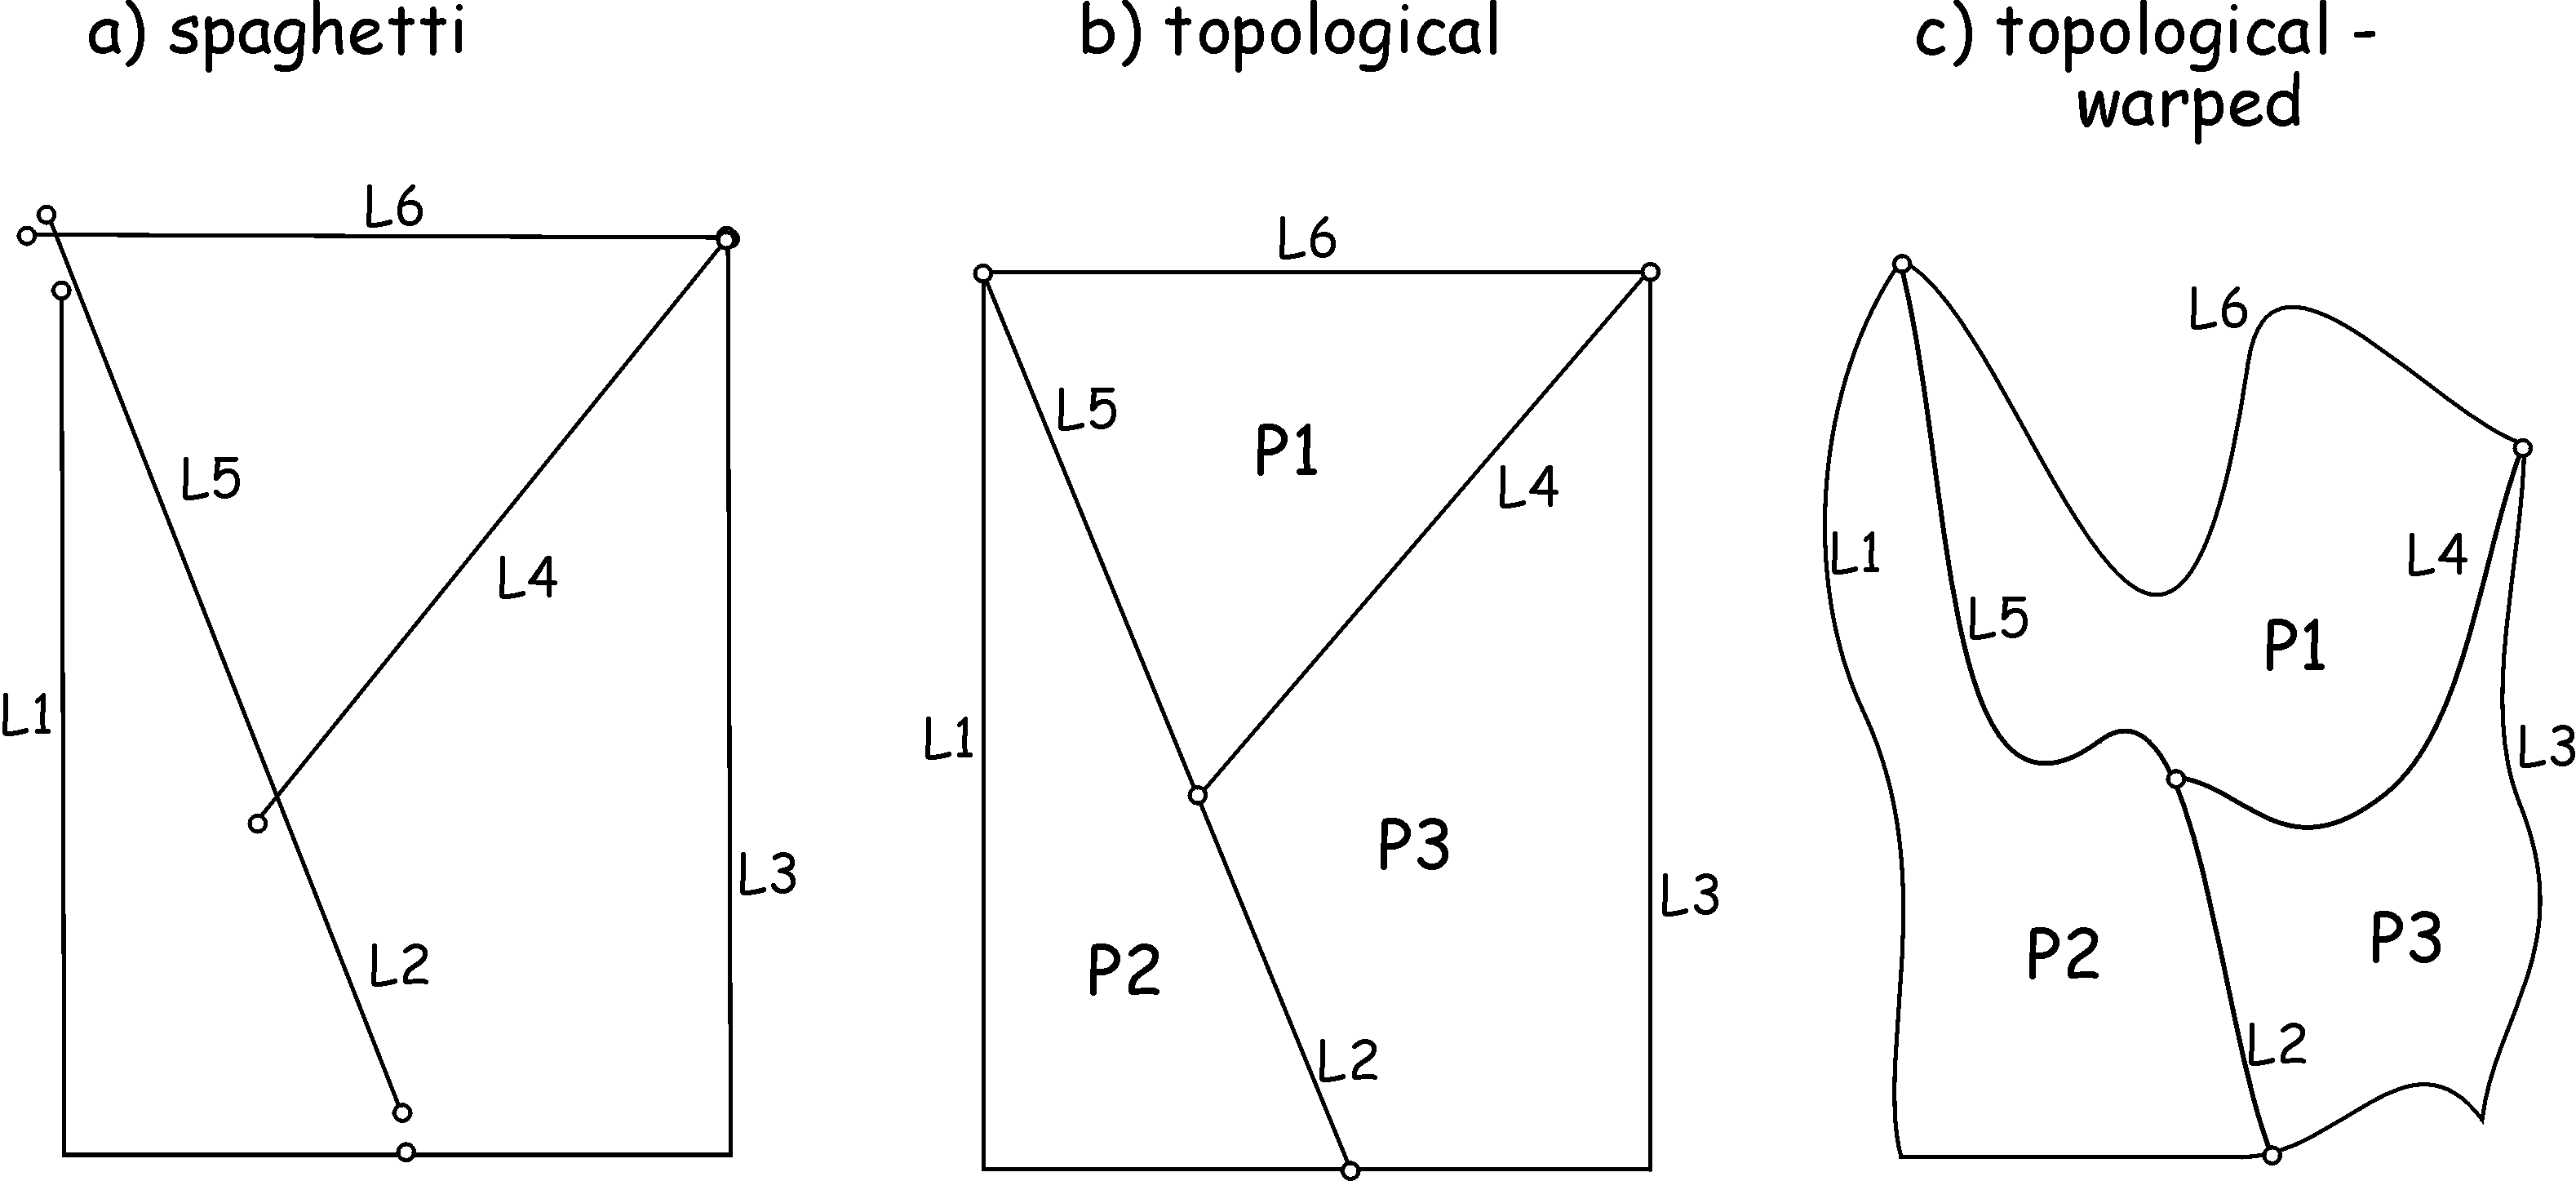 a) spaghetti
b) topological
c) topological -
warped
L6
L5
L4
L1
L3
L2
L6
L5
P1
L4
L1
P3
L3
P2
L2
L6
L1
L4
L5
P1
L3
P2
P3
L2